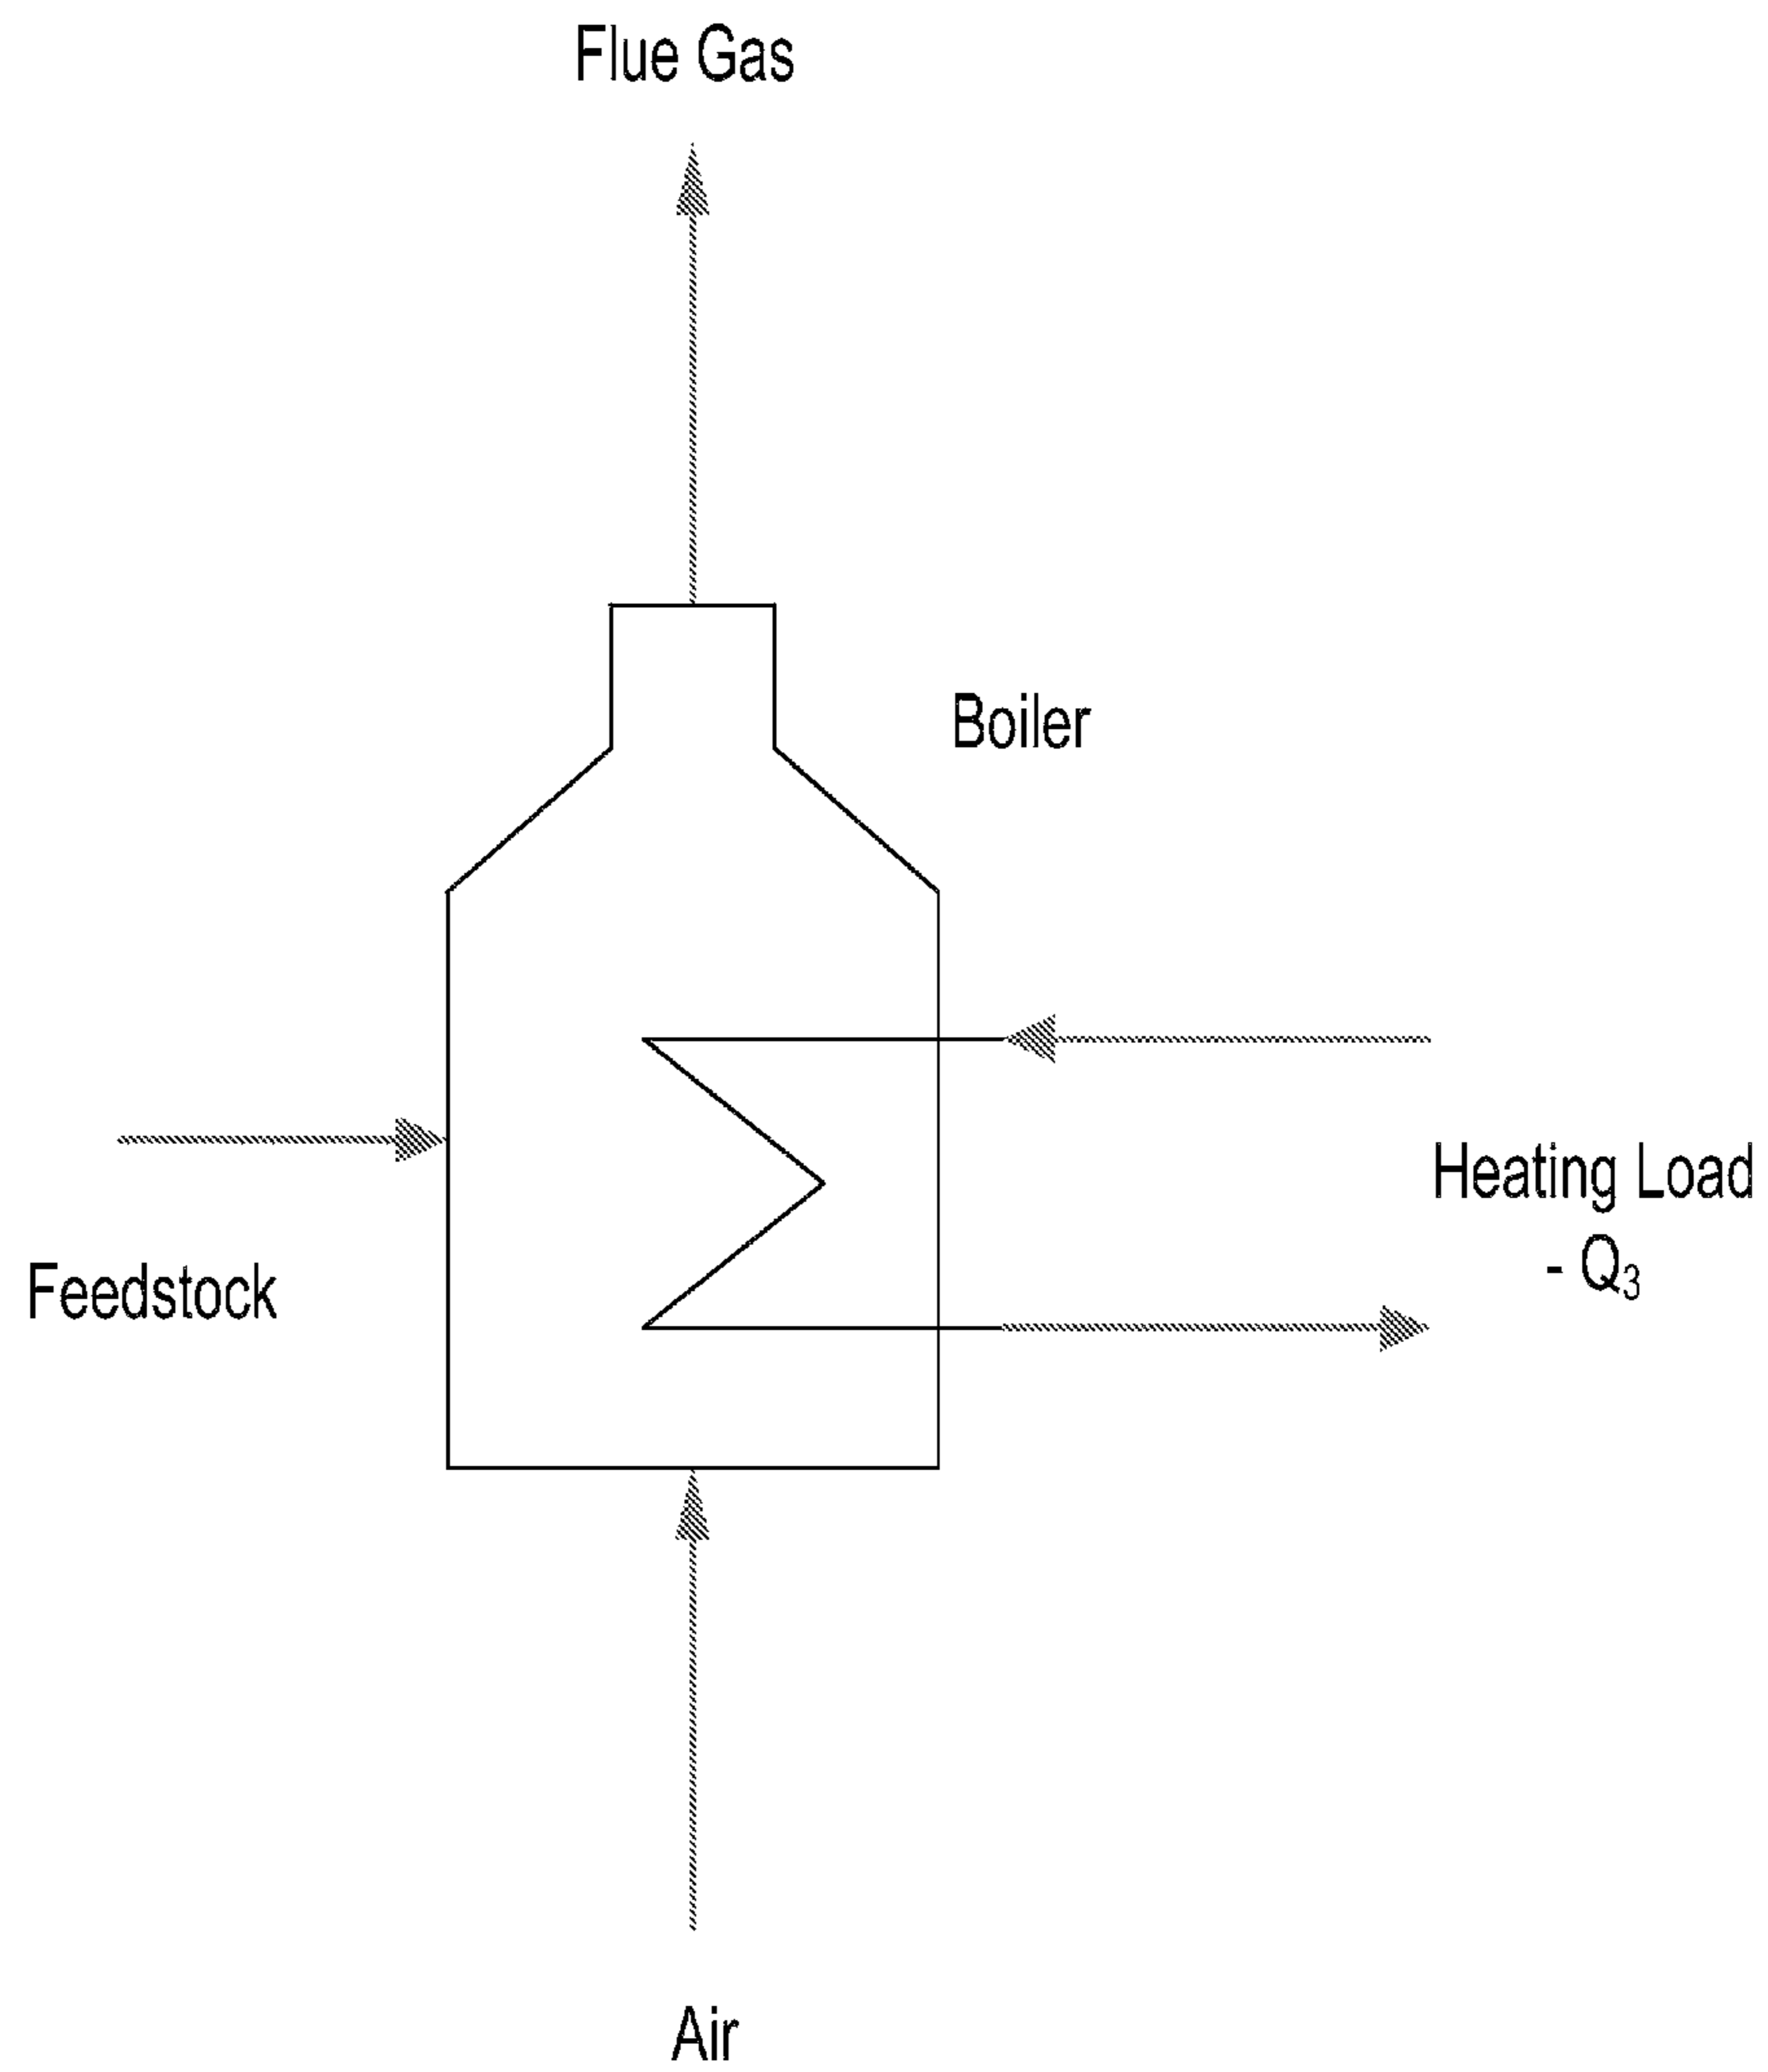 Flue Gas
Boiler
Heating Load
- Q₃
Feedstock
Air